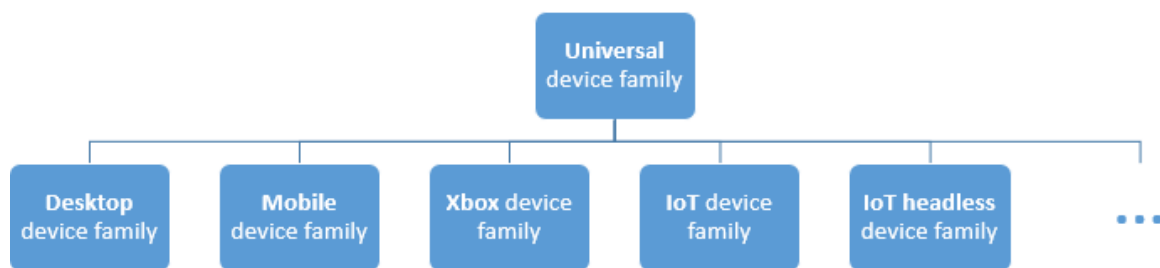 Universal
device family
Desktop
device family
Mobile
device family
Xbox device
family
IoT device
family
IoT headless
device family
...